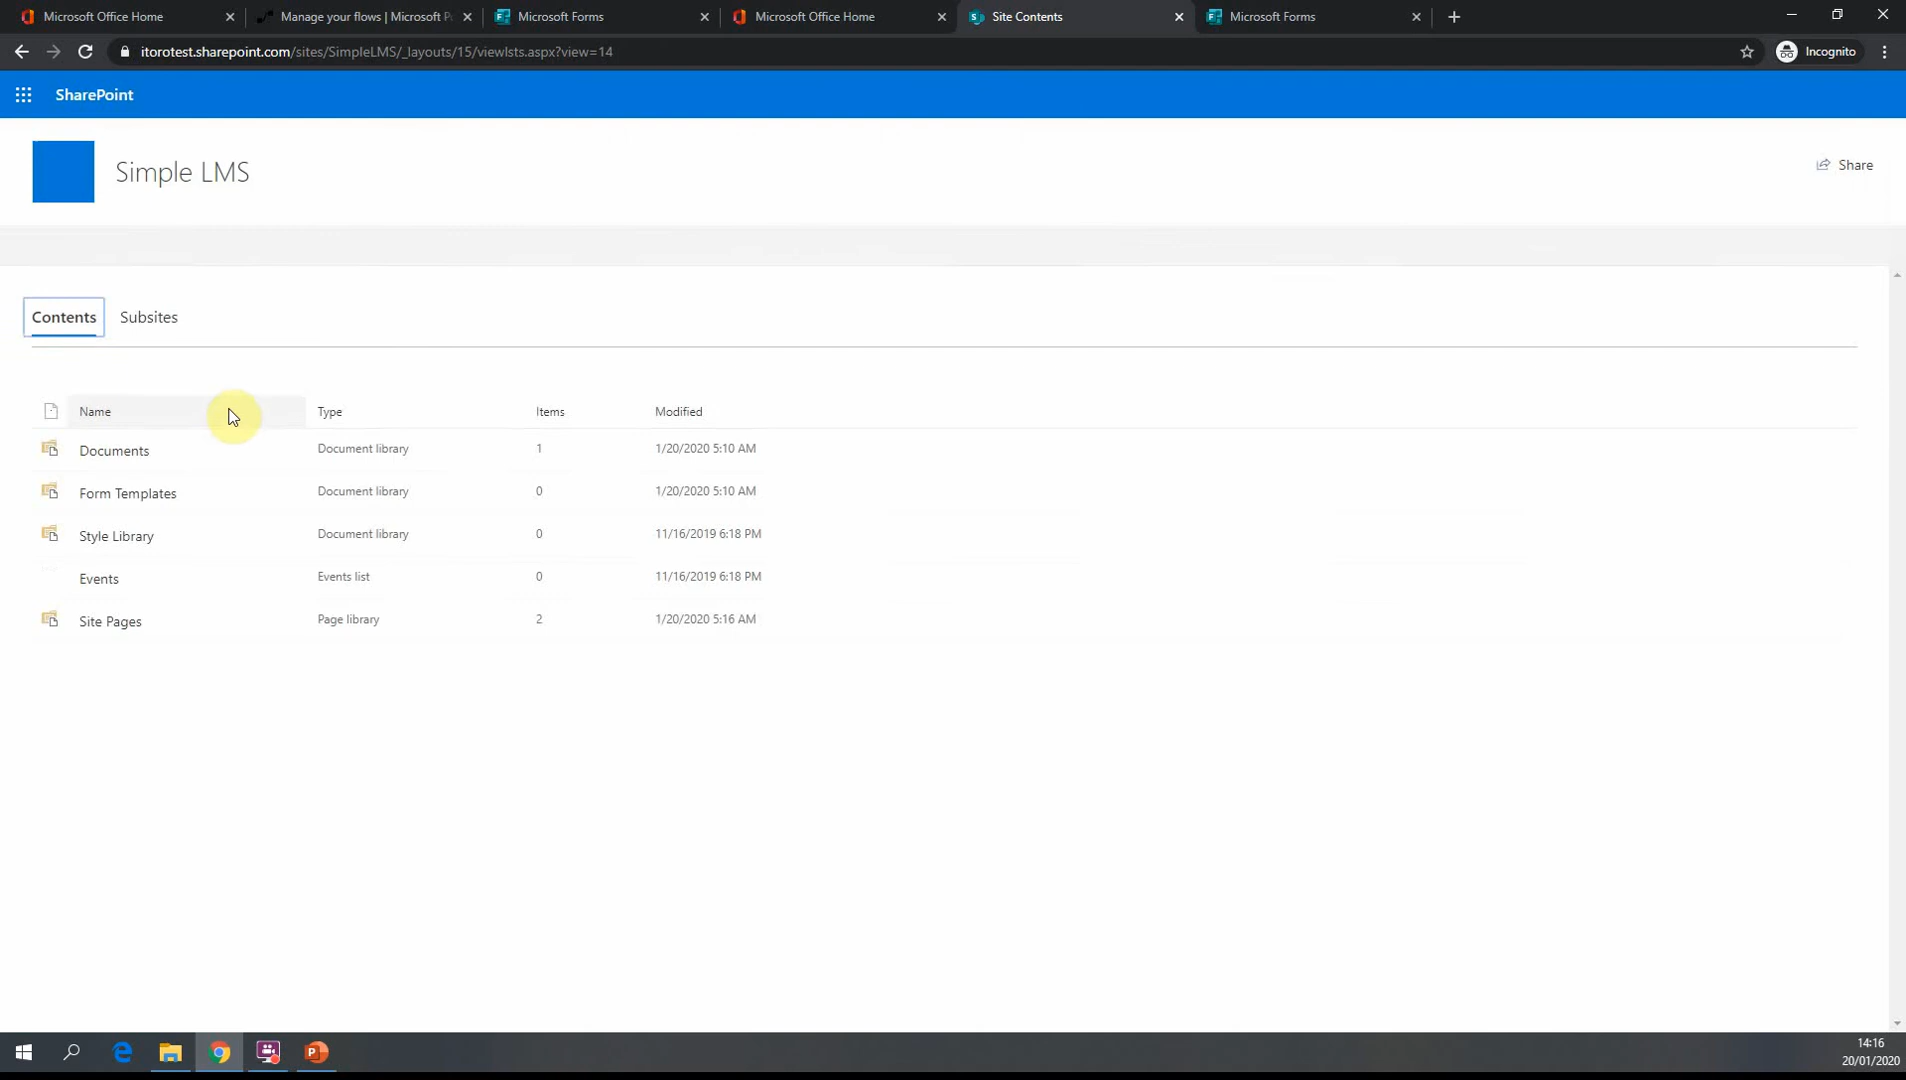 Microsoft Office Home
Manage your flows | Microsoft P
Microsoft Forms
Microsoft Office Home
Site Contents
Microsoft Forms
itorotest.sharepoint.com/sites/SimpleLMS/_layouts/15/viewlsts.aspx?view=14
Incognito
SharePoint
Simple LMS
Share
Contents
Subsites
Name Type Items Modified
Documents Document library 1 1/20/2020 5:10 AM
Form Templates Document library 0 1/20/2020 5:10 AM
Style Library Document library 0 11/16/2019 6:18 PM
Events Events list 0 11/16/2019 6:18 PM
Site Pages Page library 2 1/20/2020 5:16 AM
14:16
20/01/2020